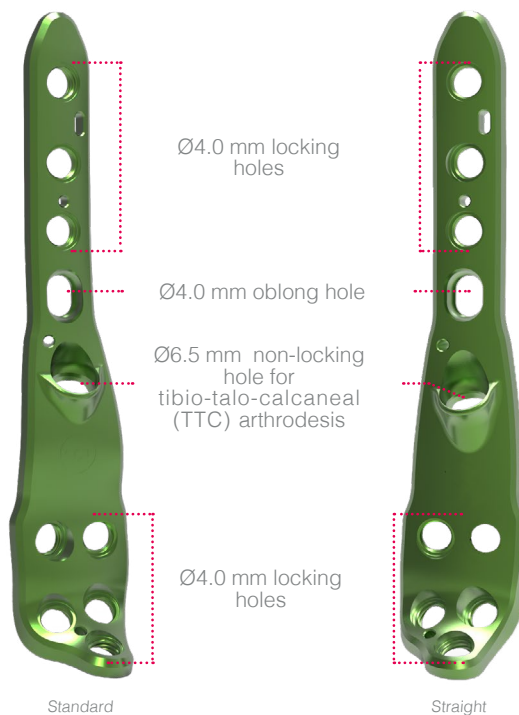 Ø4.0 mm locking
holes
Ø4.0 mm oblong hole
Ø6.5 mm non-locking
hole for
tibio-talo-calcaneal
(TTC) arthrodesis
Ø4.0 mm locking
holes
Standard
Straight